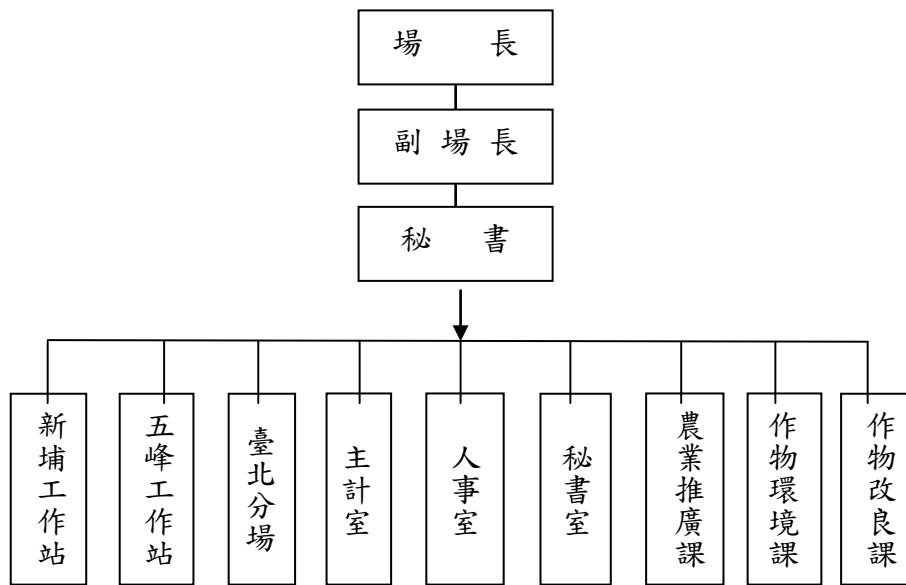 場 長
副場長
秘 書
新埔工作站
五峰工作站
臺北分場
主計室
人事室
秘書室
農業推廣課
作物環境課
作物改良課